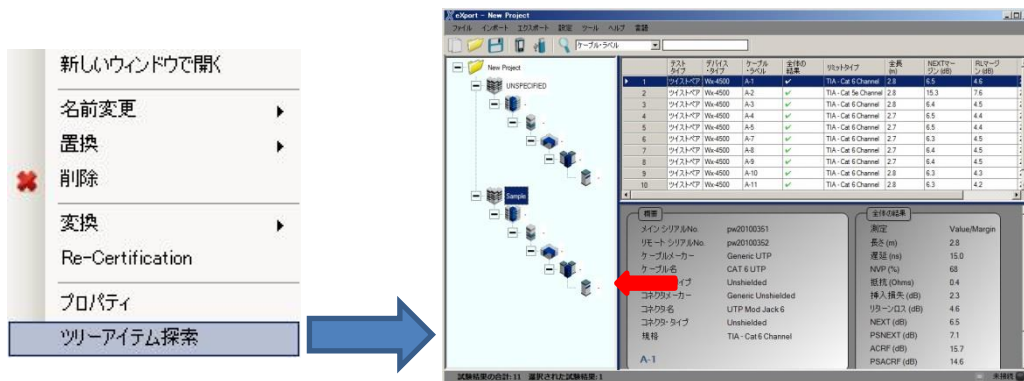 新しいウィンドウで開く
名前変更
置換
削除
変換
Re-Certification
プロパティ
ツリーアイテム探索
eXport - New Project
ファイル インポート エクスポート 設定 ツール ヘルプ 言語
ケーブル・ラベル
New Project
UNSPECIFIED
Sample
テストタイプ デバイス・タイプ ケーブル・ラベル 全体の結果 リミットタイプ 全長(m) NEXTマージン(dB) RLマージン(dB)
1 ツイストペア Wx-4500 A-1 ✔ TIA - Cat 6 Channel 2.8 6.5 4.6
2 ツイストペア Wx-4500 A-2 ✔ TIA - Cat 5e Channel 2.8 15.3 7.6
3 ツイストペア Wx-4500 A-3 ✔ TIA - Cat 6 Channel 2.8 6.4 4.5
4 ツイストペア Wx-4500 A-4 ✔ TIA - Cat 6 Channel 2.7 6.5 4.4
5 ツイストペア Wx-4500 A-5 ✔ TIA - Cat 6 Channel 2.7 6.5 4.4
6 ツイストペア Wx-4500 A-7 ✔ TIA - Cat 6 Channel 2.7 6.3 4.5
7 ツイストペア Wx-4500 A-8 ✔ TIA - Cat 6 Channel 2.7 6.4 4.5
8 ツイストペア Wx-4500 A-9 ✔ TIA - Cat 6 Channel 2.7 6.4 4.5
9 ツイストペア Wx-4500 A-10 ✔ TIA - Cat 6 Channel 2.8 6.3 4.3
10 ツイストペア Wx-4500 A-11 ✔ TIA - Cat 6 Channel 2.8 6.3 4.2
概要
メイン シリアルNo. pw20100351
リモート シリアルNo. pw20100352
ケーブルメーカー Generic UTP
ケーブル名 CAT 6 UTP
イプ Unshielded
コネクタメーカー Generic Unshielded
コネクタ名 UTP Mod Jack 6
コネクタ・タイプ Unshielded
規格 TIA - Cat 6 Channel
A-1
全体の結果
測定 Value/Margin
長さ (m) 2.8
遅延 (ns) 15.0
NVP (%) 68
抵抗 (Ohms) 0.4
挿入損失 (dB) 2.3
リターンロス (dB) 4.6
NEXT (dB) 6.5
PSNEXT (dB) 7.1
ACRF (dB) 15.7
PSACRF (dB) 14.6
試験結果の合計: 11 選択された試験結果: 1
未接続